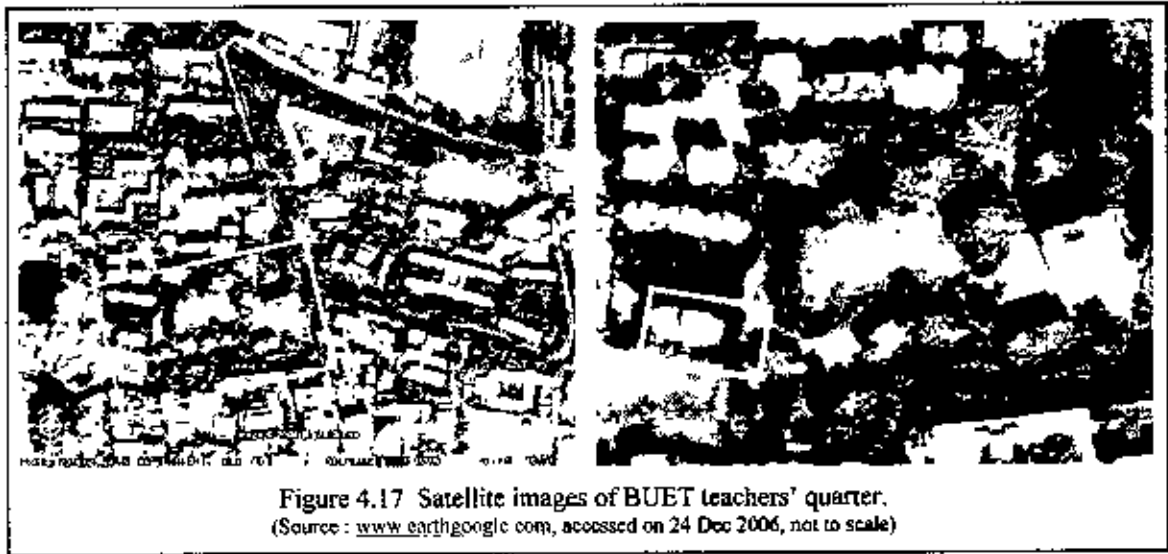 Figure 4.17 Satellite images of BUET teachers' quarter.
(Source : www.earthgoogle.com, accessed on 24 Dec 2006, not to scale)